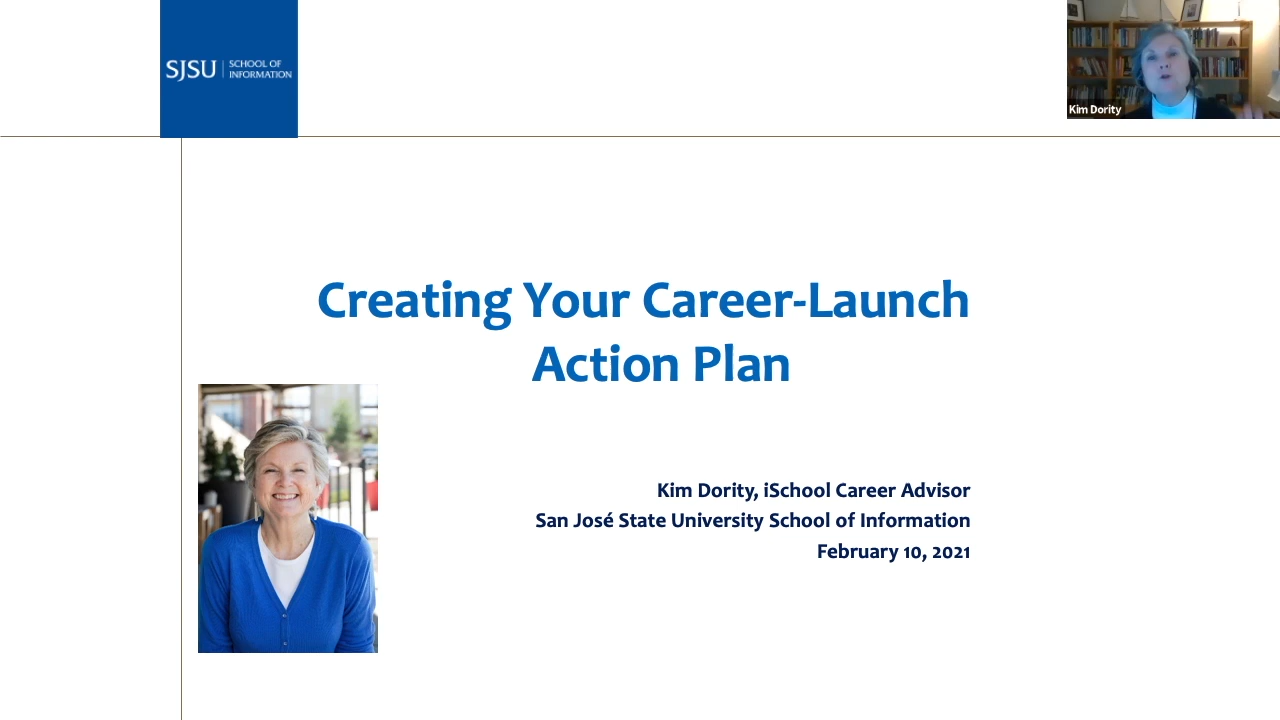 SJSU SCHOOL OF
INFORMATION
Kim Dority
Creating Your Career-Launch
Action Plan
Kim Dority, iSchool Career Advisor
San José State University School of Information
February 10, 2021